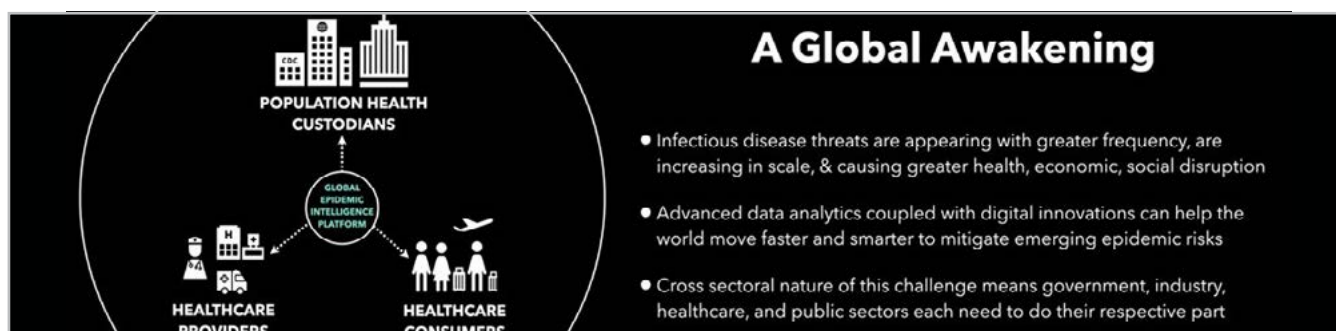 A Global Awakening
CDC
POPULATION HEALTH
CUSTODIANS
GLOBAL
EPIDEMIC
INTELLIGENCE
PLATFORM
H
HEALTHCARE
PROVIDERS
HEALTHCARE
CONSUMERS
● Infectious disease threats are appearing with greater frequency, are
increasing in scale, & causing greater health, economic, social disruption
● Advanced data analytics coupled with digital innovations can help the
world move faster and smarter to mitigate emerging epidemic risks
● Cross sectoral nature of this challenge means government, industry,
healthcare, and public sectors each need to do their respective part